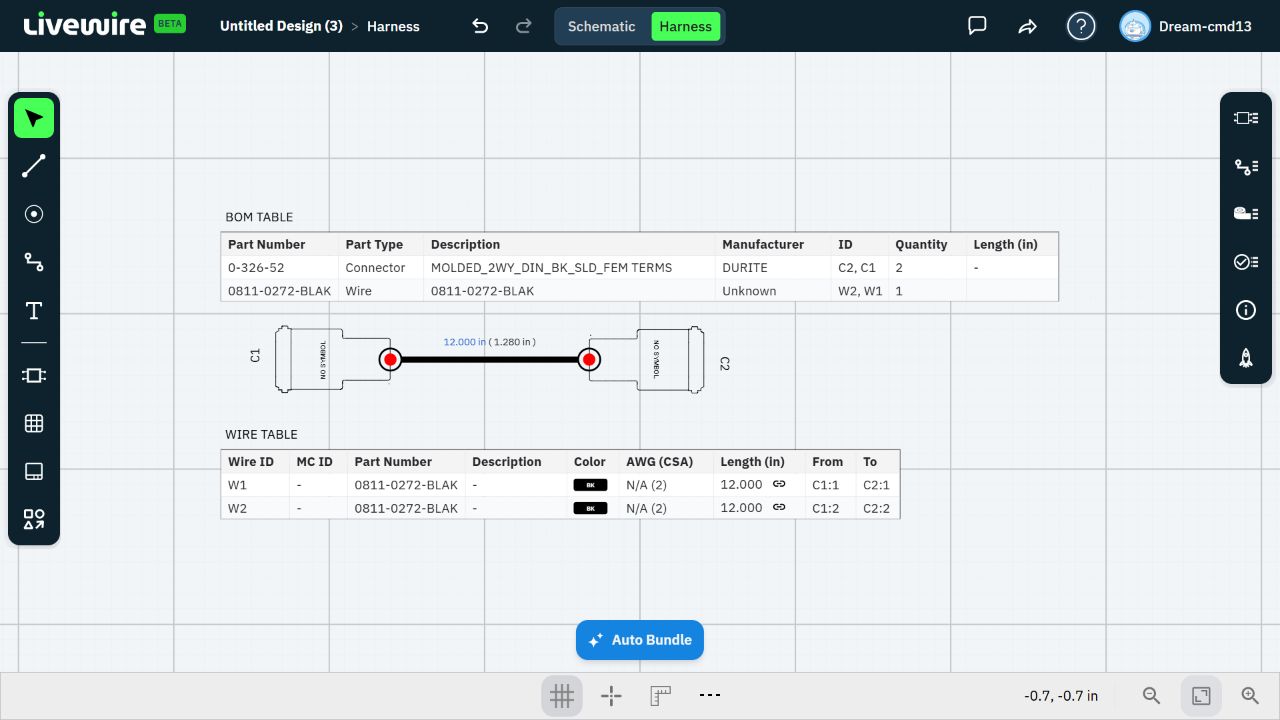 Livewire BETA Untitled Design (3) > Harness Schematic Harness ? Dream-cmd13
BOM TABLE
Part Number Part Type Description Manufacturer ID Quantity Length (in)
0-326-52 Connector MOLDED_2WY_DIN_BK_SLD_FEM TERMS DURITE C2, C1 2 -
0811-0272-BLAK Wire 0811-0272-BLAK Unknown W2, W1 1
C1 12.000 in ( 1.280 in ) NO SYMBOL C2
WIRE TABLE
Wire ID MC ID Part Number Description Color AWG (CSA) Length (in) From To
W1 - 0811-0272-BLAK - BK N/A (2) 12.000 C1:1 C2:1
W2 - 0811-0272-BLAK - BK N/A (2) 12.000 C1:2 C2:2
Auto Bundle
-0.7, -0.7 in